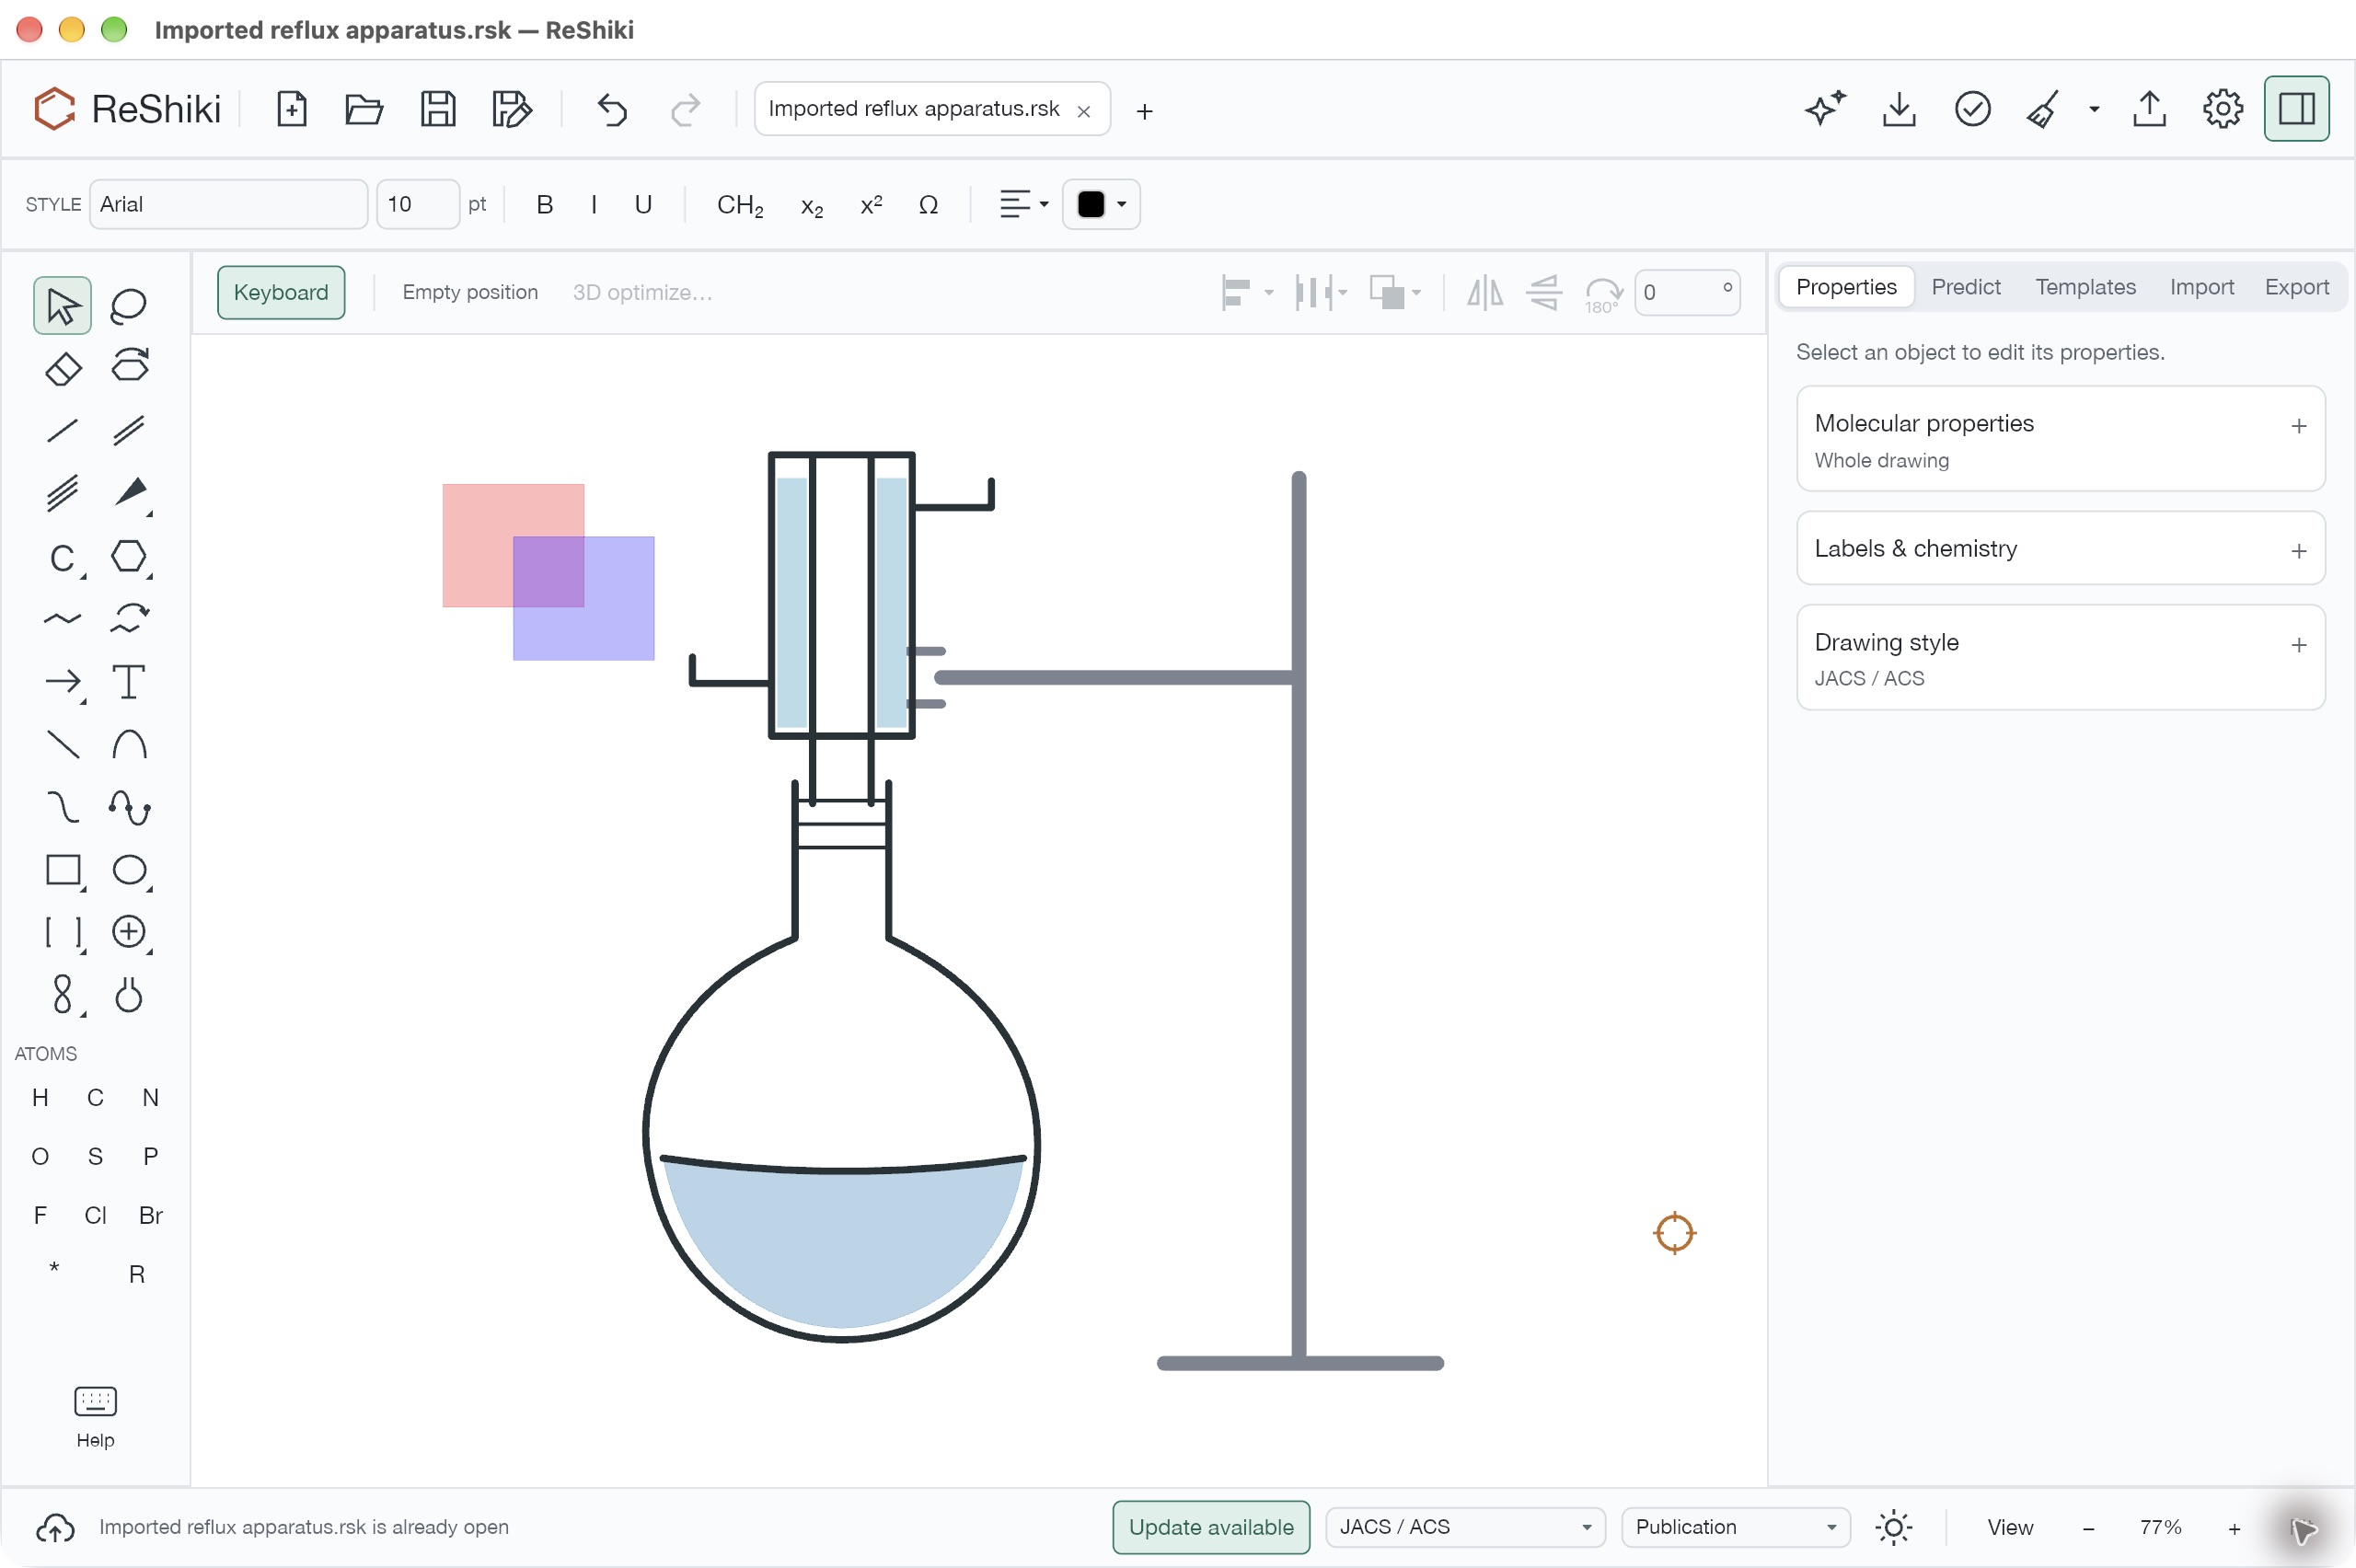 Imported reflux apparatus.rsk — ReShiki
ReShiki
Imported reflux apparatus.rsk × +
STYLE Arial 10 pt B I U CH₂ x₂ x² Ω
Keyboard Empty position 3D optimize… 180° 0 °
Properties Predict Templates Import Export
Select an object to edit its properties.
Molecular properties +
Whole drawing
Labels & chemistry +
Drawing style +
JACS / ACS
C
T
[ ]
ATOMS
H C N
O S P
F Cl Br
* R
Help
Imported reflux apparatus.rsk is already open Update available JACS / ACS Publication View − 77% +